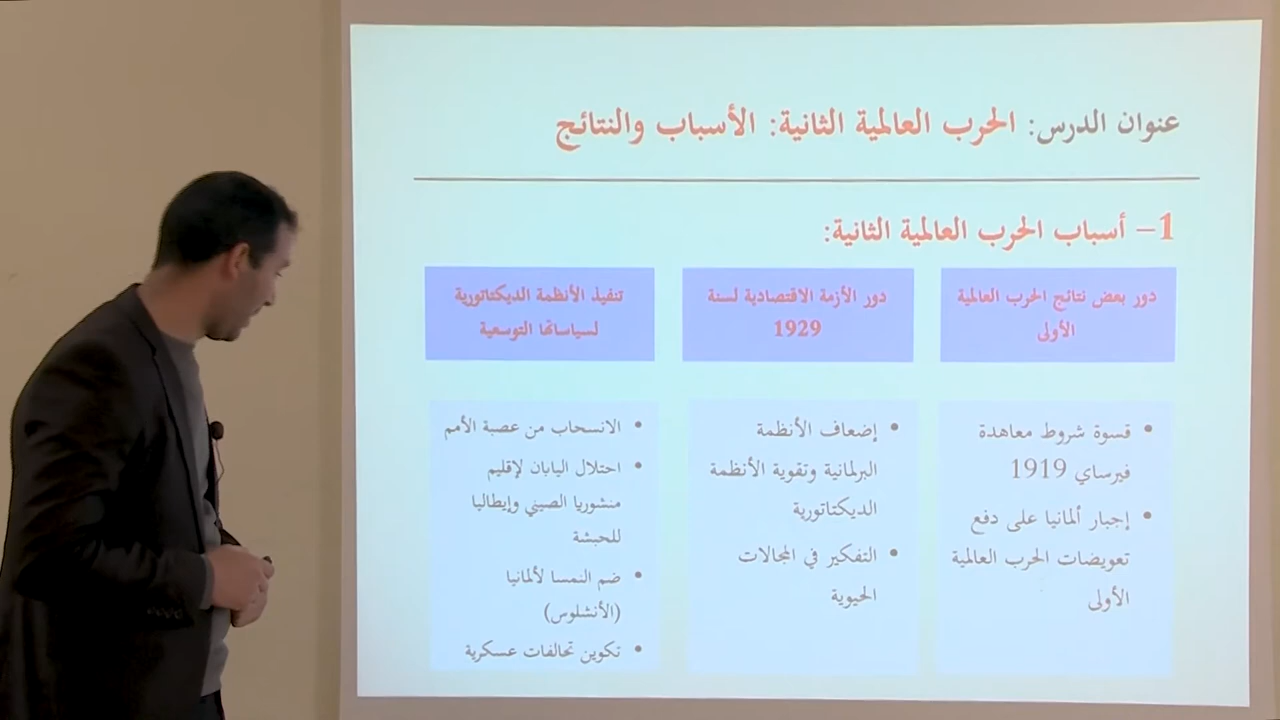 عنوان الدرس: الحرب العالمية الثانية: الأسباب والنتائج
1- أسباب الحرب العالمية الثانية:
دور بعض نتائج الحرب العالمية
الأولى
• قسوة شروط معاهدة
فيرساي 1919
• إجبار ألمانيا على دفع
تعويضات الحرب العالمية
الأولى
دور الأزمة الاقتصادية لسنة
1929
• إضعاف الأنظمة
البرلمانية وتقوية الأنظمة
الديكتاتورية
• التفكير في المجالات
الحيوية
تنفيذ الأنظمة الديكتاتورية
لسياساتها التوسعية
• الانسحاب من عصبة الأمم
• احتلال اليابان لإقليم
منشوريا الصيني وإيطاليا
للحبشة
• ضم النمسا لألمانيا
(الأنشلوس)
• تكوين تحالفات عسكرية